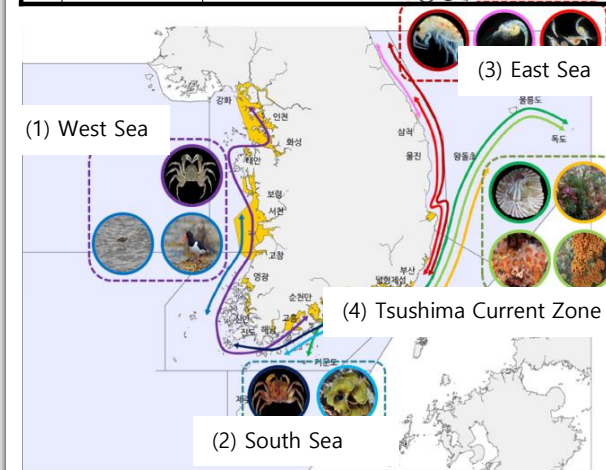 (3) East Sea
강화
인천
(1) West Sea
화성
태안
보령
서천
고창
영광
순천만
고흥
신안
진도
해남
거문도
삼척
울진
왕돌초
울릉도
독도
부산
(4) Tsushima Current Zone
(2) South Sea